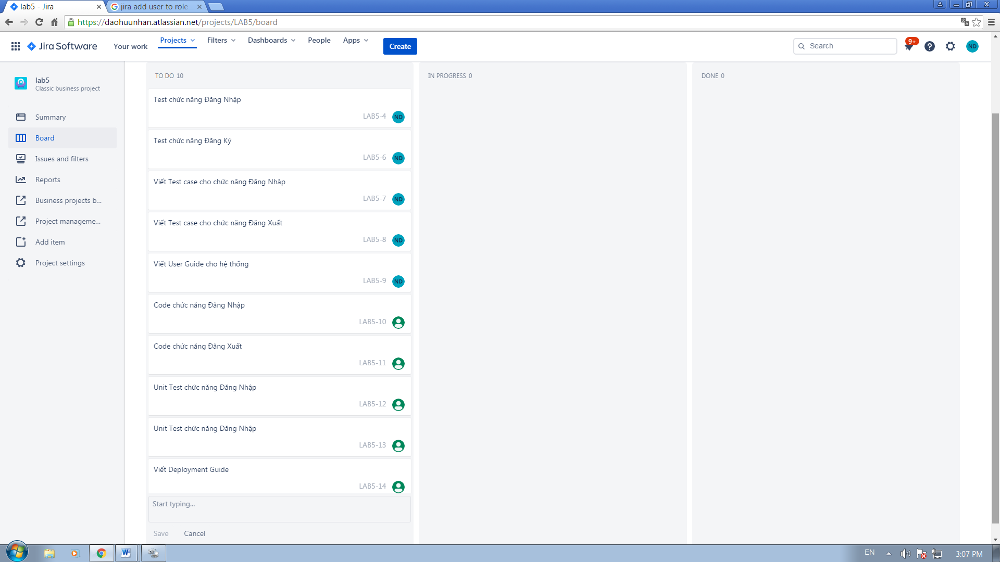 lab5 - Jira
jira add user to role
https://daohuunhan.atlassian.net/projects/LAB5/board
Jira Software
Your work
Projects
Filters
Dashboards
People
Apps
Create
Search
9+
ND
lab5
Classic business project
Summary
Board
Issues and filters
Reports
Business projects b...
Project manageme...
Add item
Project settings
TO DO 10
Test chức năng Đăng Nhập
LAB5-4 ND
Test chức năng Đăng Ký
LAB5-6 ND
Viết Test case cho chức năng Đăng Nhập
LAB5-7 ND
Viết Test case cho chức năng Đăng Xuất
LAB5-8 ND
Viết User Guide cho hệ thống
LAB5-9 ND
Code chức năng Đăng Nhập
LAB5-10
Code chức năng Đăng Xuất
LAB5-11
Unit Test chức năng Đăng Nhập
LAB5-12
Unit Test chức năng Đăng Nhập
LAB5-13
Viết Deployment Guide
LAB5-14
Start typing...
Save Cancel
IN PROGRESS 0
DONE 0
EN
3:07 PM